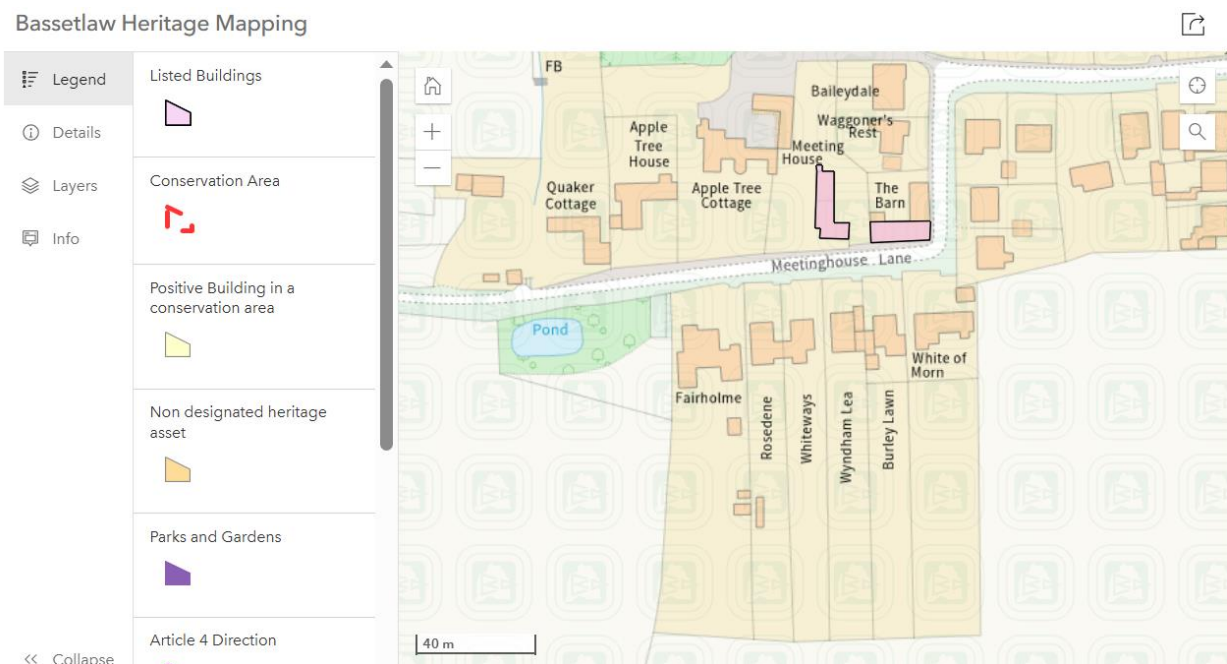 Bassetlaw Heritage Mapping
Legend
Details
Layers
Info
Collapse
Listed Buildings
Conservation Area
Positive Building in a
conservation area
Non designated heritage
asset
Parks and Gardens
Article 4 Direction
FB
Baileydale
Waggoner's
Rest
Apple
Tree
House
Meeting
House
Quaker
Cottage
Apple Tree
Cottage
The
Barn
Meetinghouse Lane
Pond
White of
Morn
Fairholme
Rosedene
Whiteways
Wyndham Lea
Burley Lawn
40 m